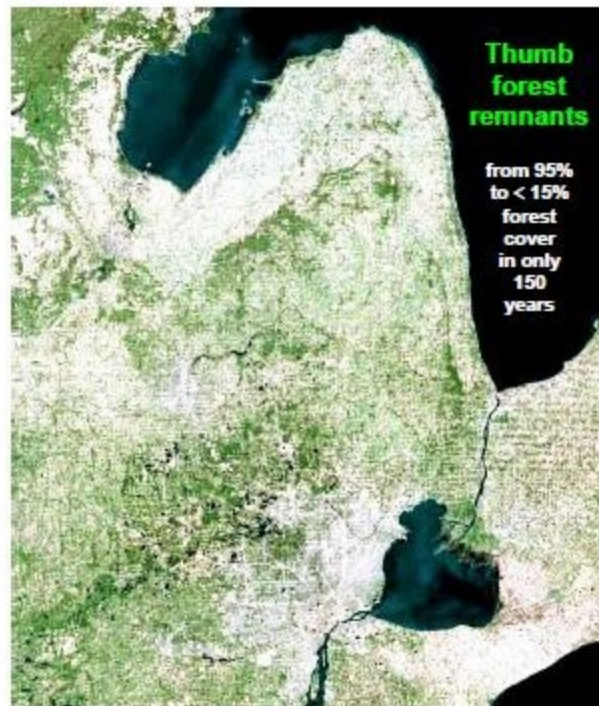 Thumb
forest
remnants
from 95%
to < 15%
forest
cover
in only
150
years